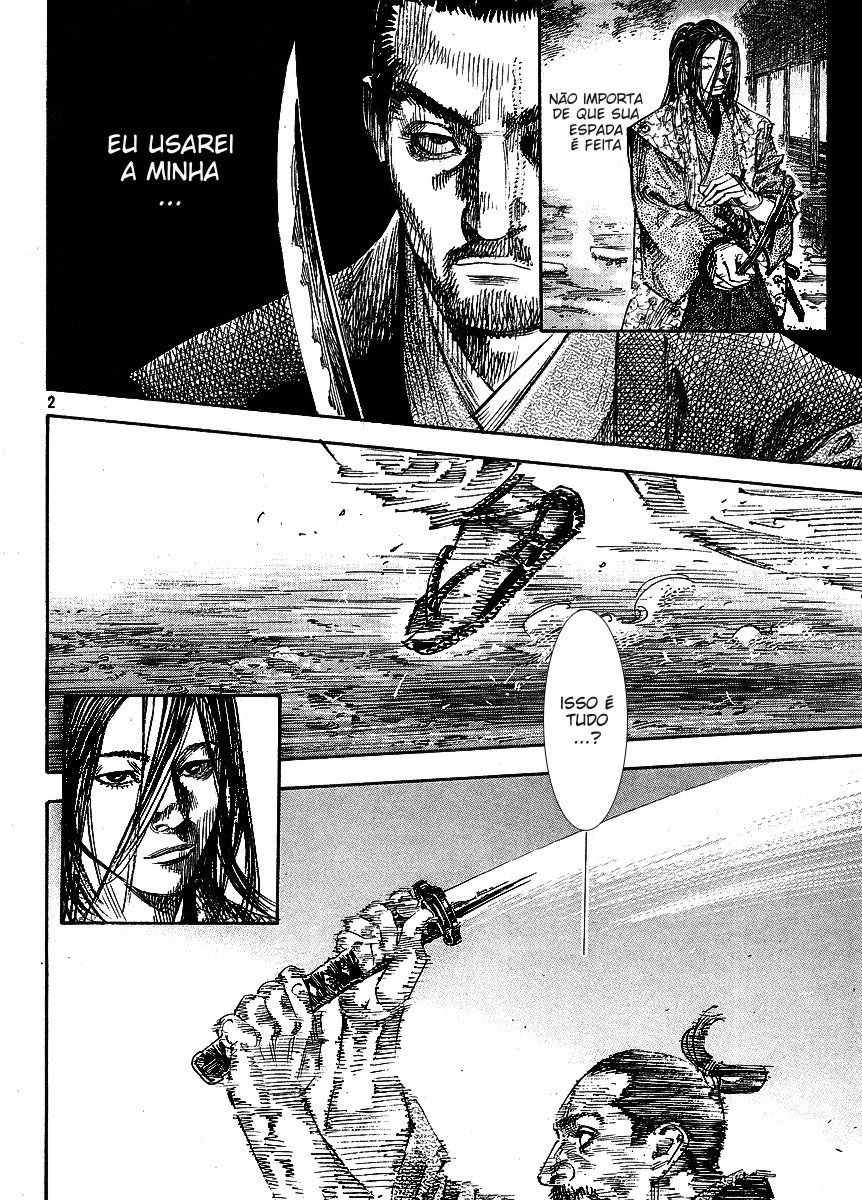 NÃO IMPORTA
DE QUE SUA
ESPADA
É FEITA
EU USAREI
A MINHA
...
2
ISSO É
TUDO
...?